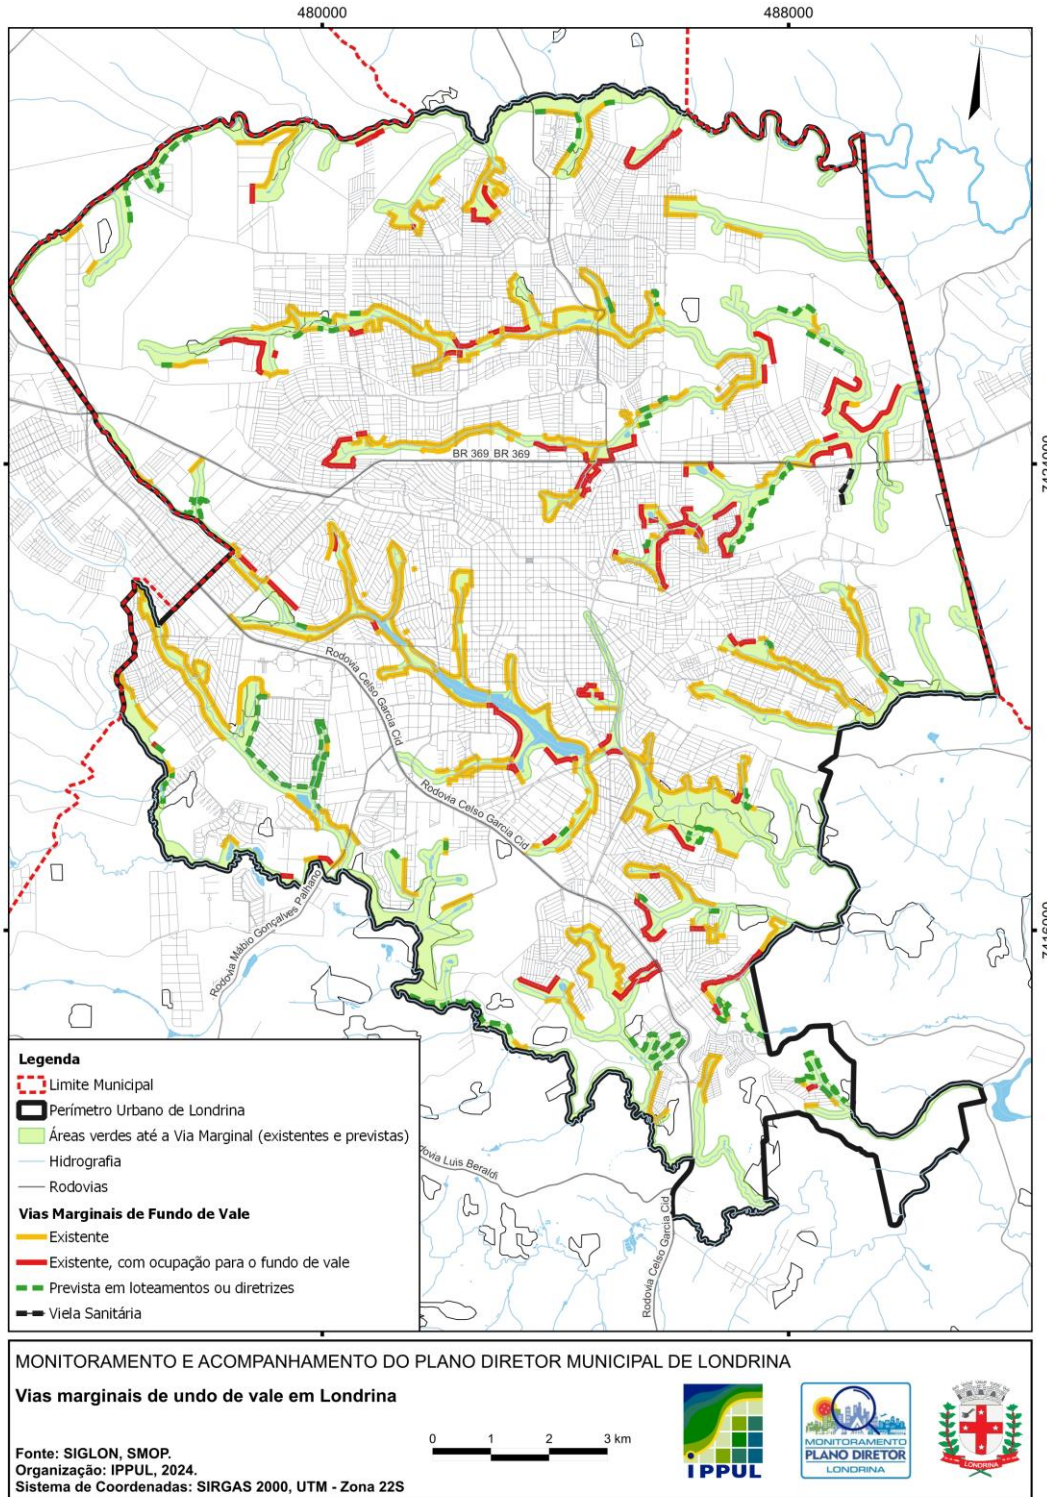 480000
488000
N
7424000
7416000
BR 369 BR 369
Rodovia Celso Garcia Cid
Rodovia Celso Garcia Cid
Rodovia Mábio Gonçalves Palhano
dovia Luis Beraldi
Rodovia Celso Garcia Cid
Legenda
Limite Municipal
Perímetro Urbano de Londrina
Áreas verdes até a Via Marginal (existentes e previstas)
Hidrografia
Rodovias
Vias Marginais de Fundo de Vale
Existente
Existente, com ocupação para o fundo de vale
Prevista em loteamentos ou diretrizes
Viela Sanitária
MONITORAMENTO E ACOMPANHAMENTO DO PLANO DIRETOR MUNICIPAL DE LONDRINA
Vias marginais de undo de vale em Londrina
Fonte: SIGLON, SMOP.
Organização: IPPUL, 2024.
Sistema de Coordenadas: SIRGAS 2000, UTM - Zona 22S
0 1 2 3 km
IPPUL
MONITORAMENTO
PLANO DIRETOR
LONDRINA
LONDRINA